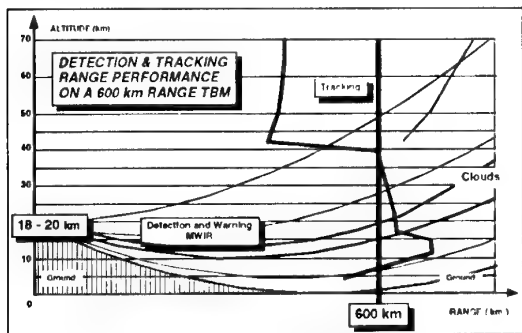 ALTITUDE (km)
70
DETECTION & TRACKING
RANGE PERFORMANCE
ON A 600 km RANGE TBM
60
Tracking
50
40
Clouds
30
18 - 20 km
Detection and Warning
MWIR
10
Ground
Ground
0
600 km
RANGE (km)